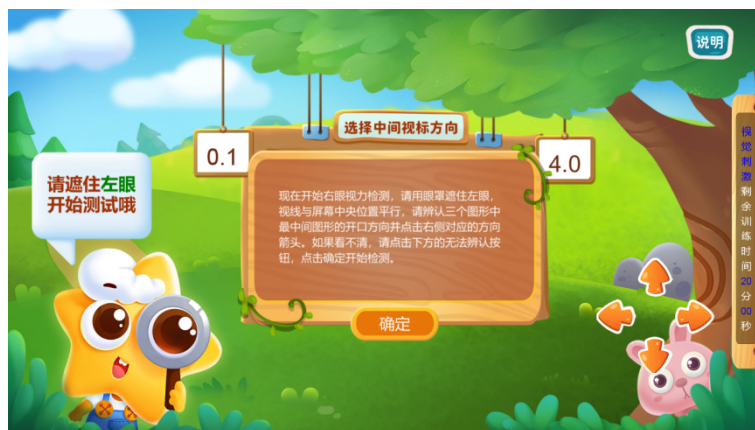 说明
选择中间视标方向
0.1
4.0
请遮住左眼
开始测试哦
现在开始右眼视力检测，请用眼罩遮住左眼，
视线与屏幕中央位置平行，请辨认三个图形中
最中间图形的开口方向并点击右侧对应的方向
箭头。如果看不清，请点击下方的无法辨认按
钮，点击确定开始检测。
确定
视觉刺激剩余训练时间20分00秒